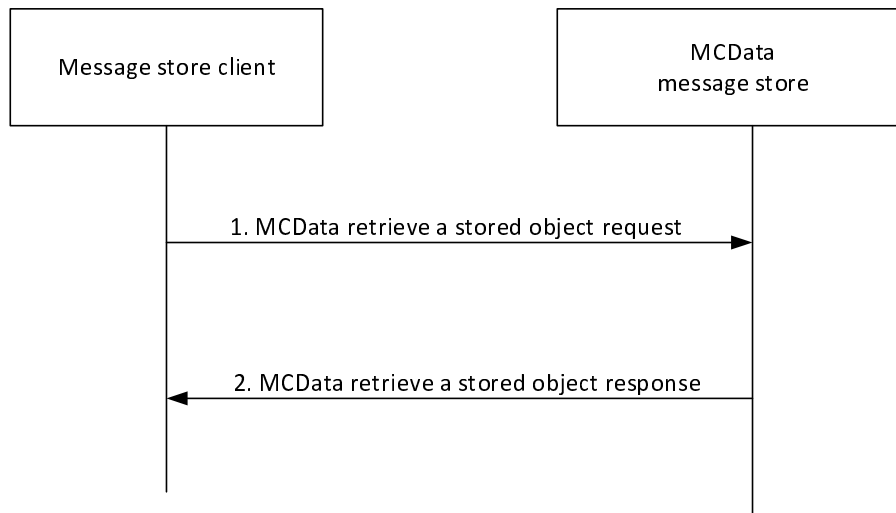 Message store client
MCData
message store
1. MCData retrieve a stored object request
2. MCData retrieve a stored object response